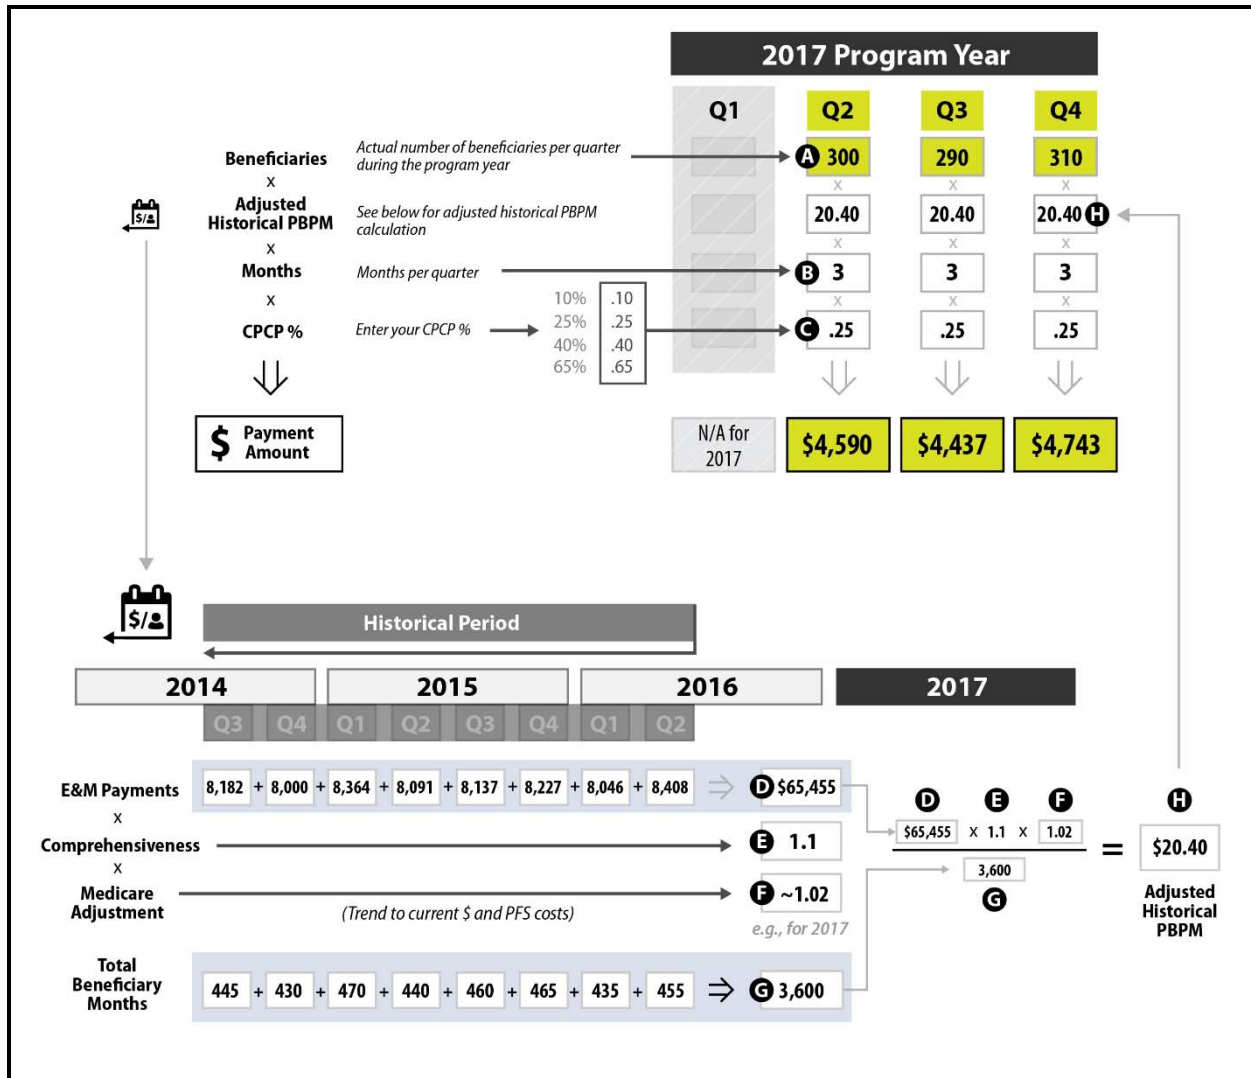 2017 Program Year
Q1 Q2 Q3 Q4
Beneficiaries Actual number of beneficiaries per quarter
during the program year
A 300 290 310
x x x x
$/
Adjusted
Historical PBPM
See below for adjusted historical PBPM
calculation
20.40 20.40 20.40 H
x x x x
Months Months per quarter B 3 3 3
x x x x
CPCP % Enter your CPCP %
10% .10
25% .25
40% .40
65% .65
C .25 .25 .25
$ Payment
Amount
N/A for
2017
$4,590 $4,437 $4,743
$/
Historical Period
2014 2015 2016 2017
Q3 Q4 Q1 Q2 Q3 Q4 Q1 Q2
E&M Payments 8,182 + 8,000 + 8,364 + 8,091 + 8,137 + 8,227 + 8,046 + 8,408 D $65,455
x
Comprehensiveness E 1.1
x
Medicare
Adjustment
(Trend to current $ and PFS costs)
F ~1.02
e.g., for 2017
Total
Beneficiary
Months
445 + 430 + 470 + 440 + 460 + 465 + 435 + 455 G 3,600
D E F H
$65,455 x 1.1 x 1.02 = $20.40
3,600
G
Adjusted
Historical
PBPM